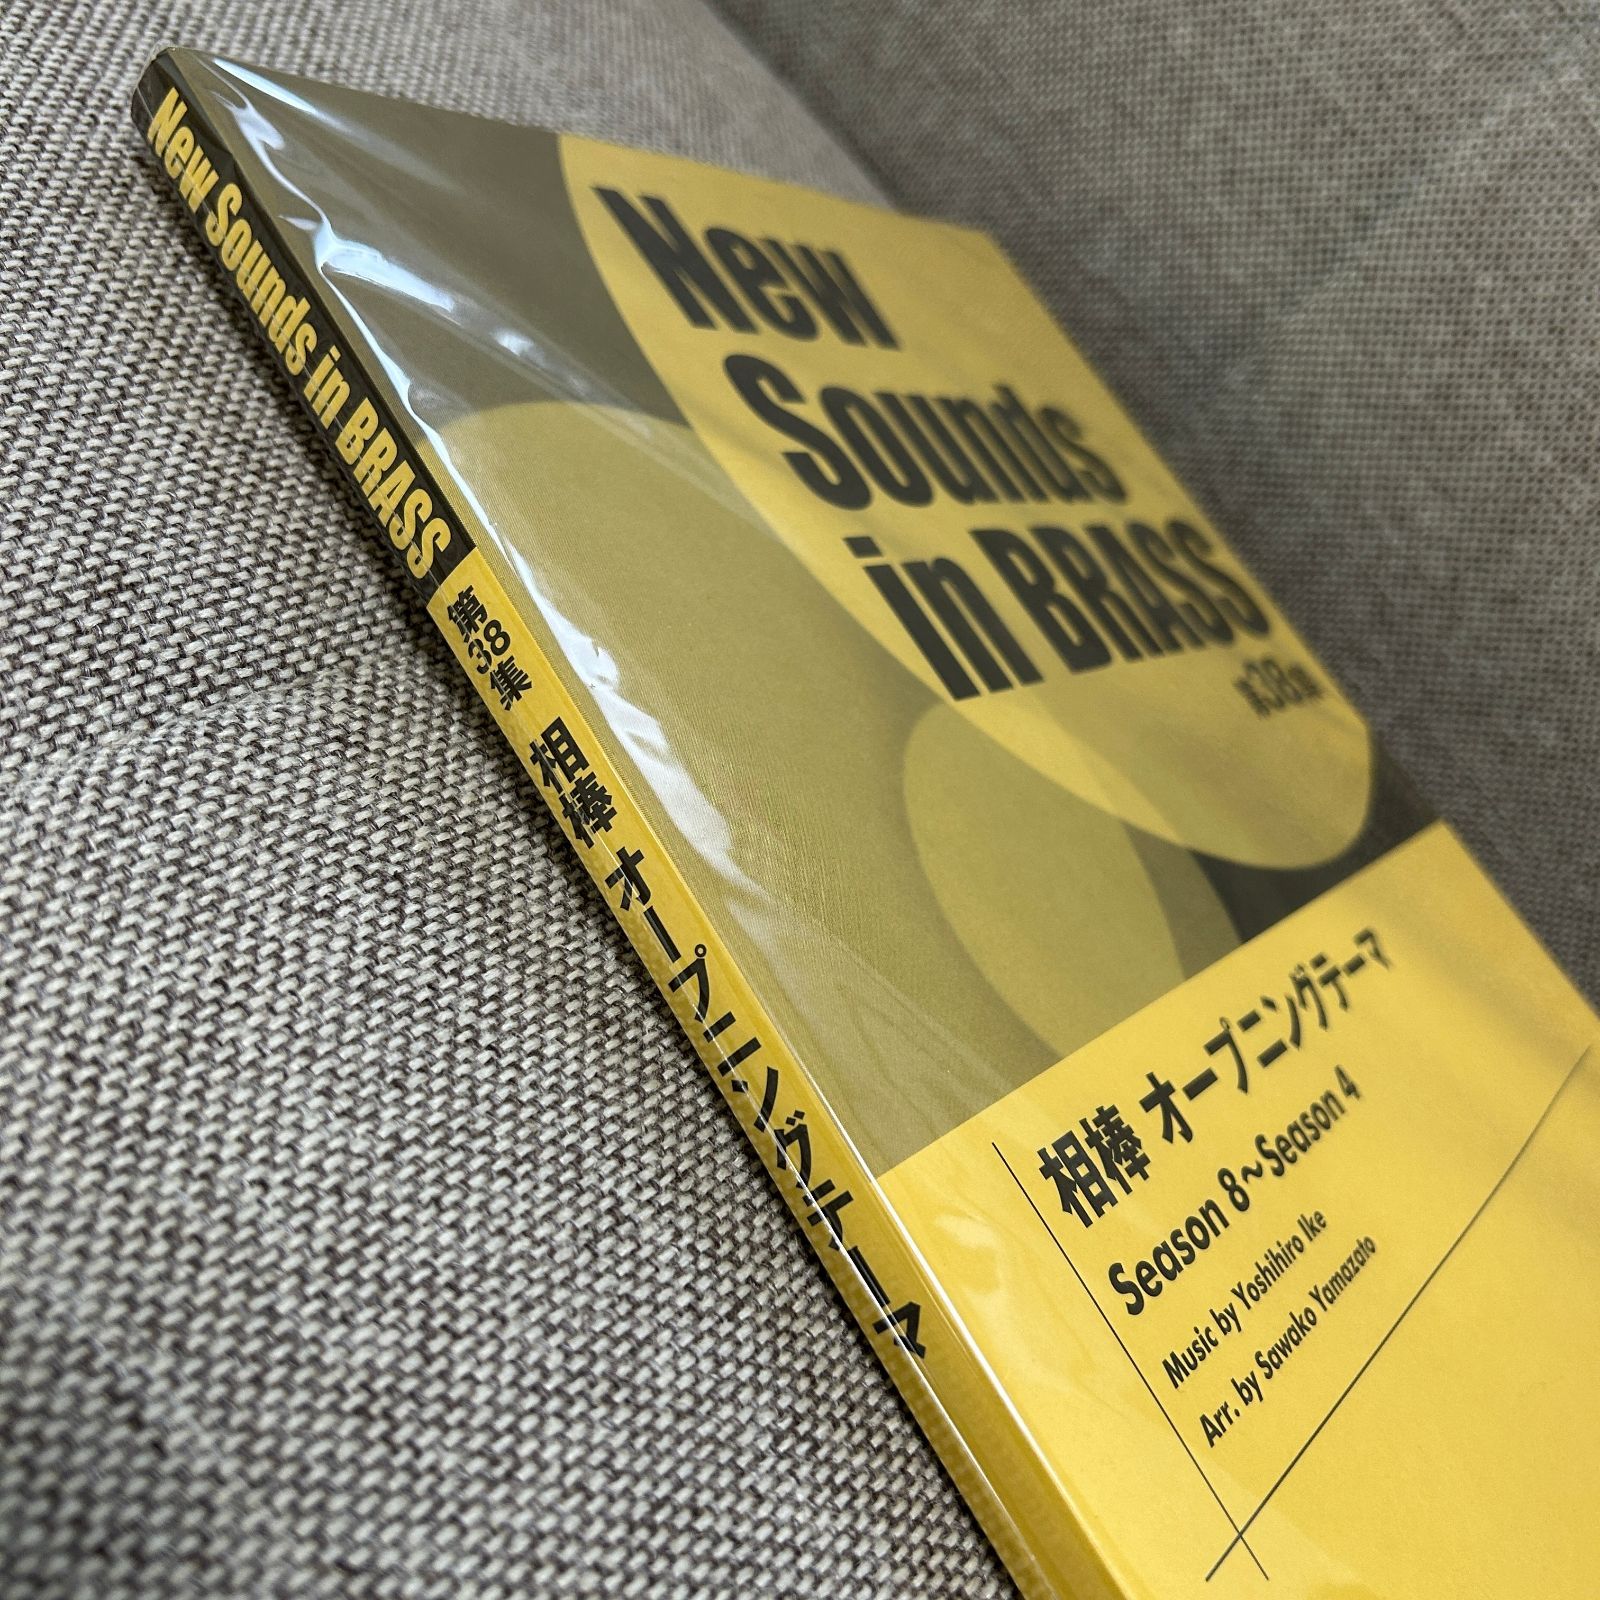 New Sounds in BRASS 第38集 相棒 オープニングテーマ
New
Sounds
in BRASS
第38集
相棒 オープニングテーマ
Season 8~Season 4
Music by Yoshihiro Ike
Arr. by Sawako Yamazato